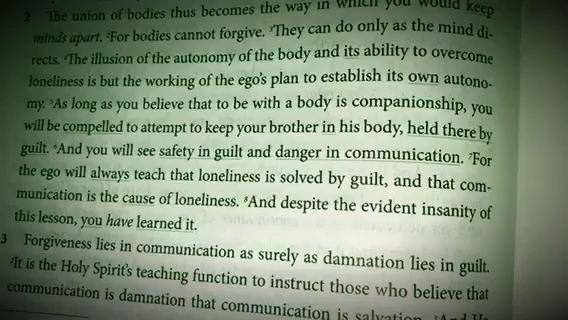 2 The union of bodies thus becomes the way in which you would keep
minds apart. ²For bodies cannot forgive. ³They can do only as the mind di-
rects. ⁴The illusion of the autonomy of the body and its ability to overcome
loneliness is but the working of the ego's plan to establish its own autono-
my. ⁵As long as you believe that to be with a body is companionship, you
will be compelled to attempt to keep your brother in his body, held there by
guilt. ⁶And you will see safety in guilt and danger in communication. ⁷For
the ego will always teach that loneliness is solved by guilt, and that com-
munication is the cause of loneliness. ⁸And despite the evident insanity of
this lesson, you have learned it.
3 Forgiveness lies in communication as surely as damnation lies in guilt.
²It is the Holy Spirit's teaching function to instruct those who believe that
communication is damnation that communication is salvation. ³And